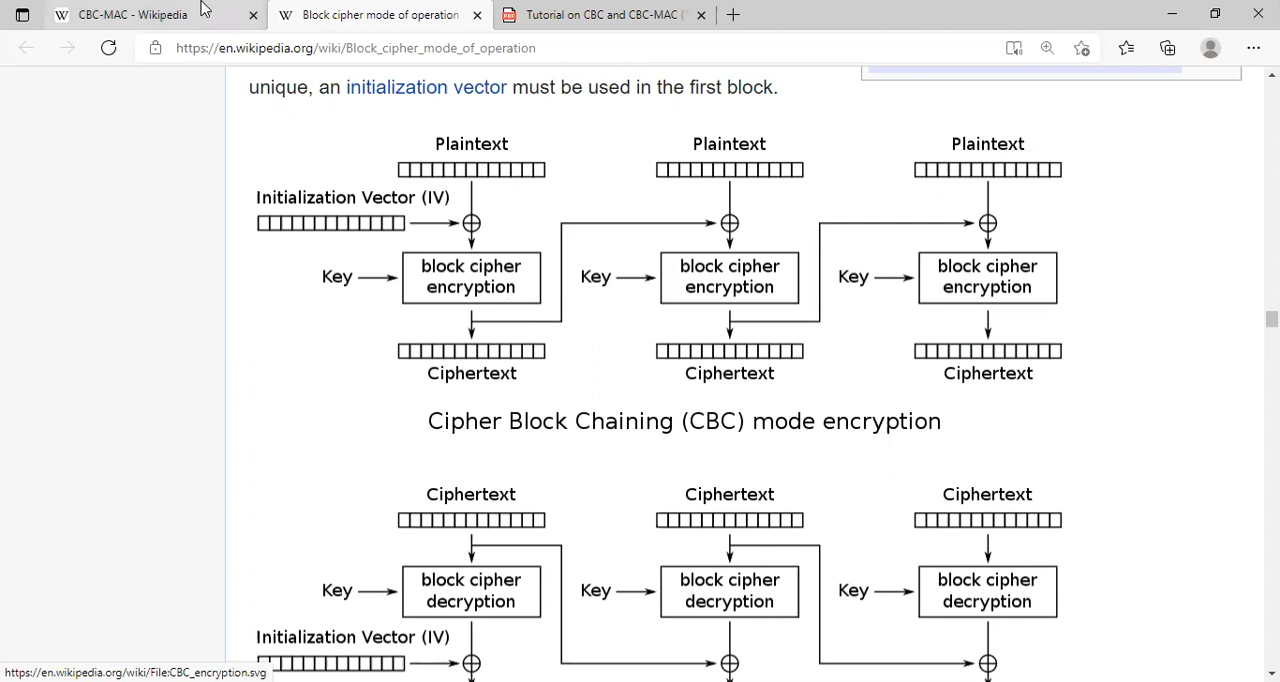 CBC-MAC - Wikipedia
Block cipher mode of operation
Tutorial on CBC and CBC-MAC (
https://en.wikipedia.org/wiki/Block_cipher_mode_of_operation
unique, an initialization vector must be used in the first block.
Plaintext Plaintext Plaintext
Initialization Vector (IV)
Key block cipher encryption Key block cipher encryption Key block cipher encryption
Ciphertext Ciphertext Ciphertext
Cipher Block Chaining (CBC) mode encryption
Ciphertext Ciphertext Ciphertext
Key block cipher decryption Key block cipher decryption Key block cipher decryption
Initialization Vector (IV)
https://en.wikipedia.org/wiki/File:CBC_encryption.svg